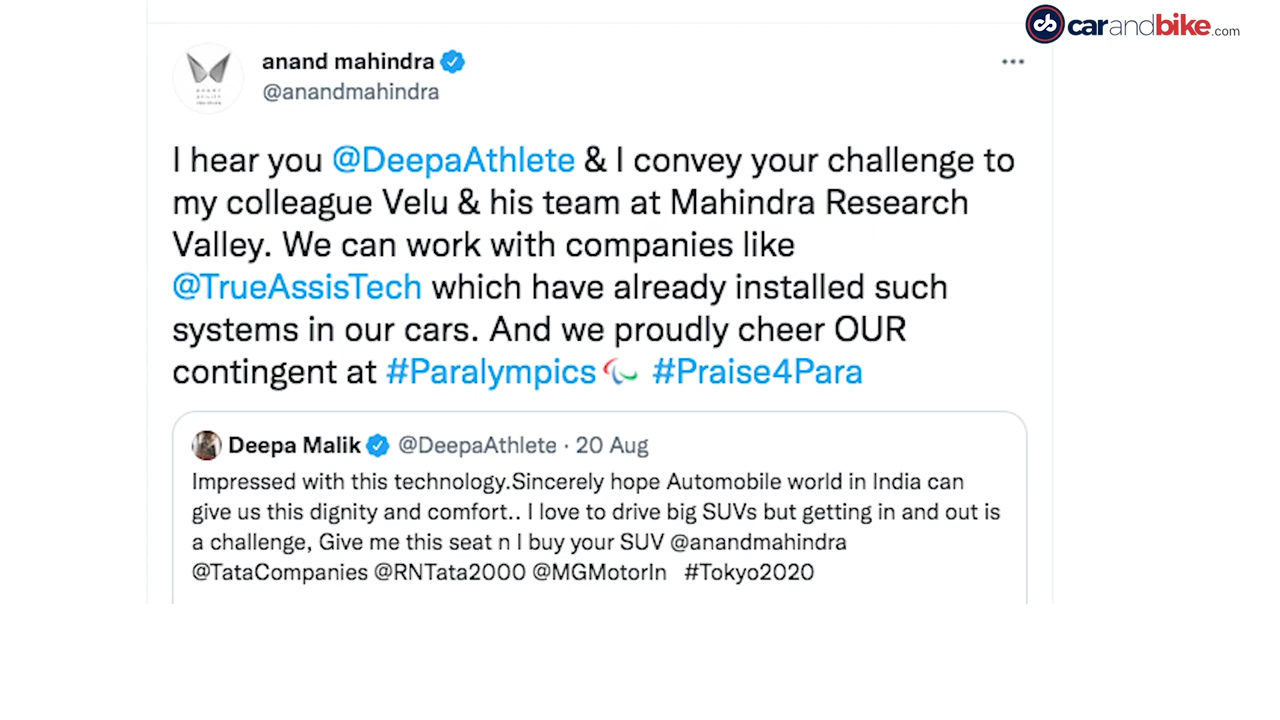 carandbike.com
anand mahindra
@anandmahindra
I hear you @DeepaAthlete & I convey your challenge to
my colleague Velu & his team at Mahindra Research
Valley. We can work with companies like
@TrueAssisTech which have already installed such
systems in our cars. And we proudly cheer OUR
contingent at #Paralympics #Praise4Para
Deepa Malik @DeepaAthlete · 20 Aug
Impressed with this technology.Sincerely hope Automobile world in India can
give us this dignity and comfort.. I love to drive big SUVs but getting in and out is
a challenge, Give me this seat n I buy your SUV @anandmahindra
@TataCompanies @RNTata2000 @MGMotorIn #Tokyo2020